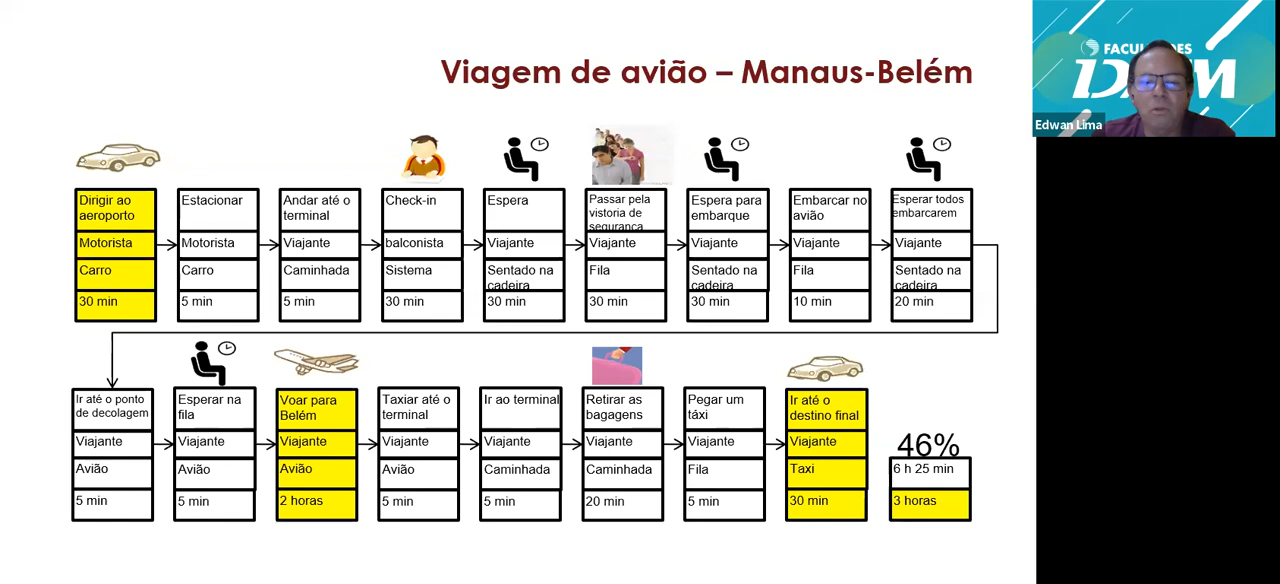 Viagem de avião – Manaus-Belém
FACULDADES
Edwan Lima
Dirigir ao
aeroporto
Motorista
Carro
30 min
Estacionar
Motorista
Carro
5 min
Andar até o
terminal
Viajante
Caminhada
5 min
Check-in
balconista
Sistema
30 min
Espera
Viajante
Sentado na
cadeira
30 min
Passar pela
vistoria de
segurança
Viajante
Fila
30 min
Espera para
embarque
Viajante
Sentado na
cadeira
30 min
Embarcar no
avião
Viajante
Fila
10 min
Esperar todos
embarcarem
Viajante
Sentado na
cadeira
20 min
Ir até o ponto
de decolagem
Viajante
Avião
5 min
Esperar na
fila
Viajante
Avião
5 min
Voar para
Belém
Viajante
Avião
2 horas
Taxiar até o
terminal
Viajante
Avião
5 min
Ir ao terminal
Viajante
Caminhada
5 min
Retirar as
bagagens
Viajante
Caminhada
20 min
Pegar um
táxi
Viajante
Fila
5 min
Ir até o
destino final
Viajante
Taxi
30 min
46%
6 h 25 min
3 horas